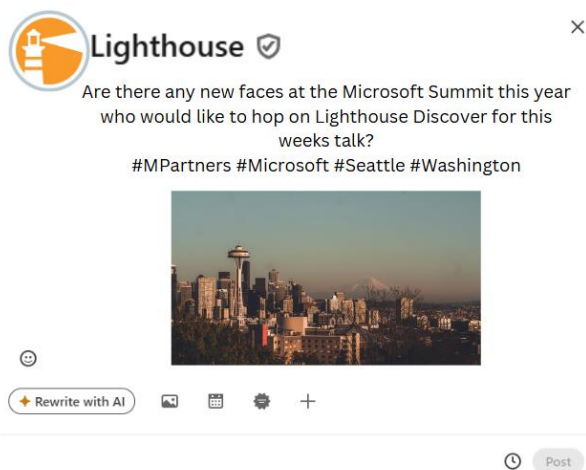 Lighthouse
Are there any new faces at the Microsoft Summit this year
who would like to hop on Lighthouse Discover for this
weeks talk?
#MPartners #Microsoft #Seattle #Washington
Rewrite with AI
Post